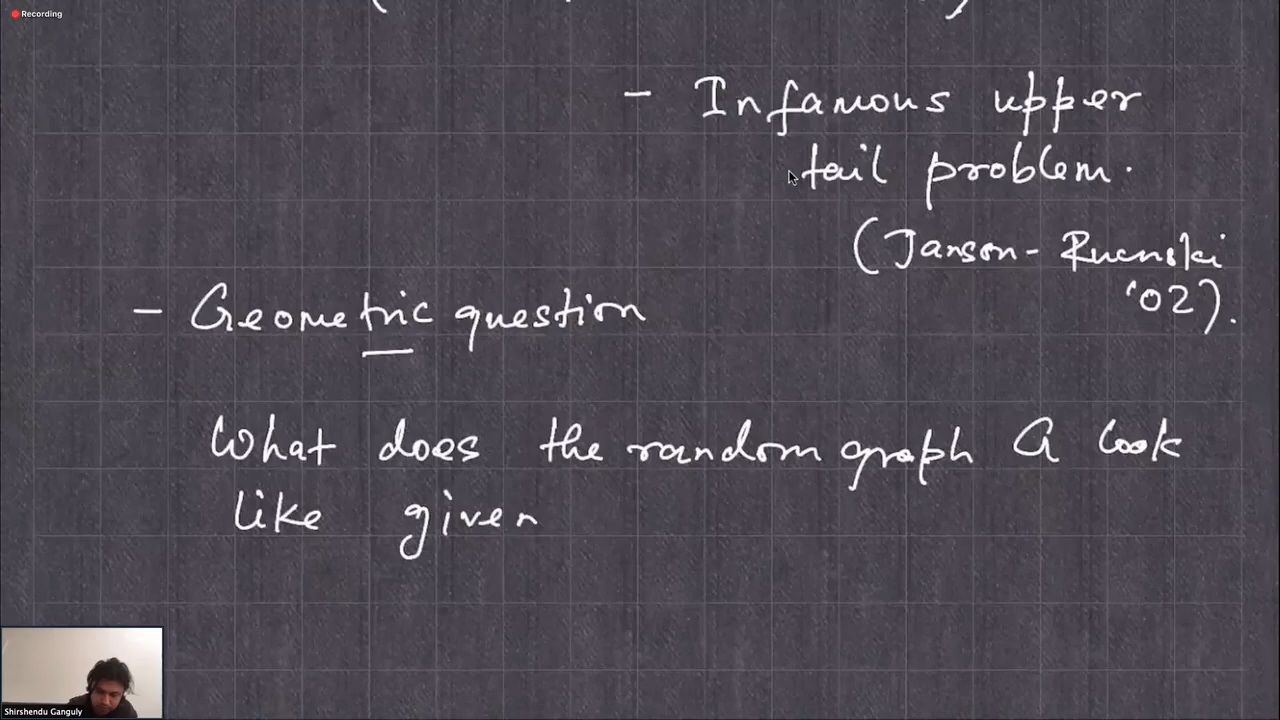 Recording
- Infamous upper
tail problem.
(Janson - Rucnski
'02).
- Geometric question
What does the random graph G look
like given
Shirshendu Ganguly